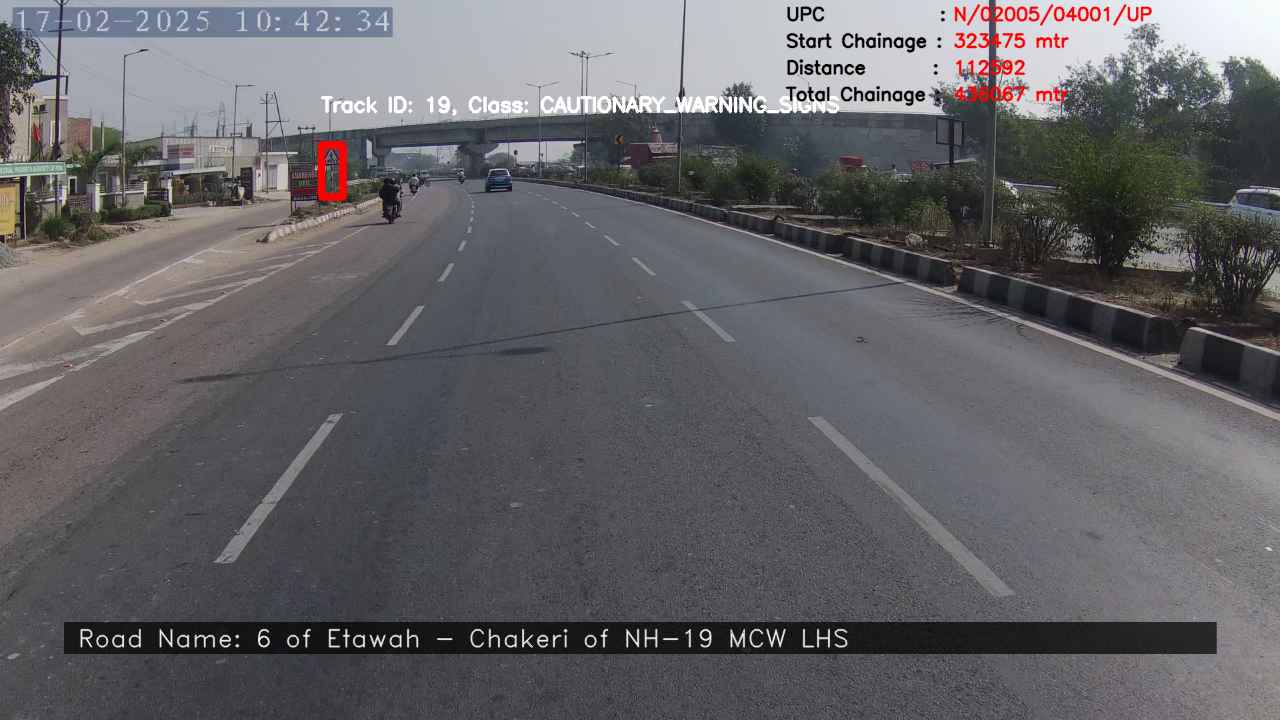 17-02-2025 10:42:34
UPC : N/02005/04001/UP
Start Chainage : 323475 mtr
Distance : 112592
Total Chainage : 436067 mtr
Track ID: 19, Class: CAUTIONARY_WARNING_SIGNS
Road Name: 6 of Etawah - Chakeri of NH-19 MCW LHS